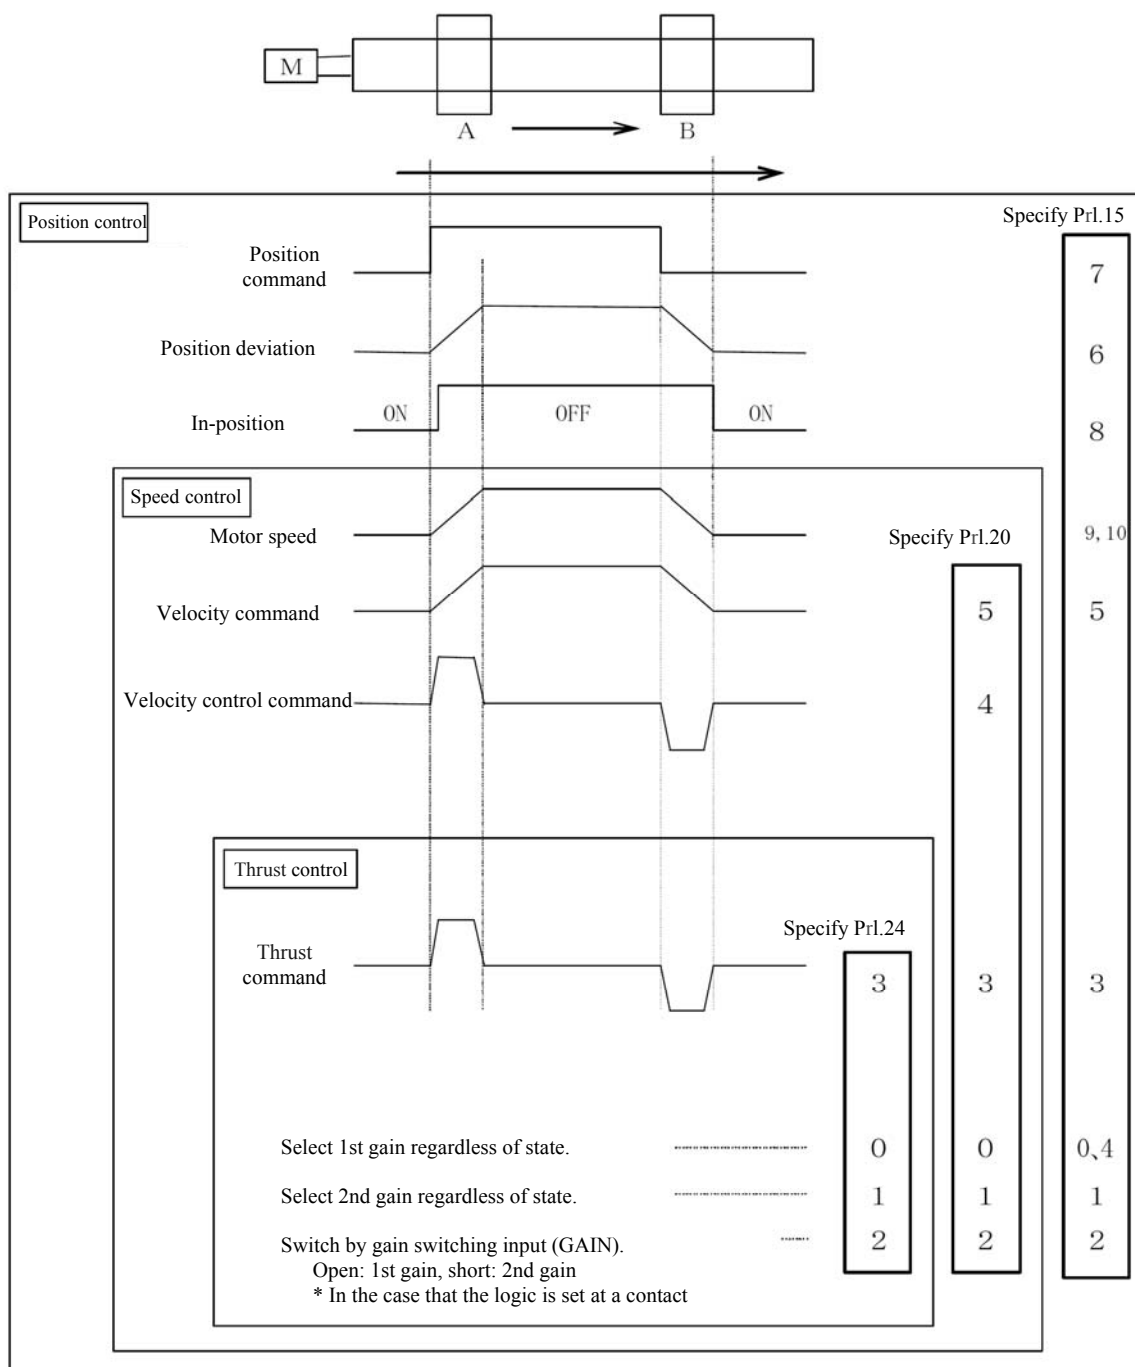 M
A
B
Position control
Specify Prl.15
Position
command
7
Position deviation
6
In-position
ON
OFF
ON
8
Speed control
Motor speed
Specify Prl.20
9,10
Velocity command
5
5
Velocity control command
4
Thrust control
Specify Prl.24
Thrust
command
3
3
3
Select 1st gain regardless of state.
0
0
0、4
Select 2nd gain regardless of state.
1
1
1
Switch by gain switching input (GAIN).
2
2
2
Open: 1st gain, short: 2nd gain
* In the case that the logic is set at a contact